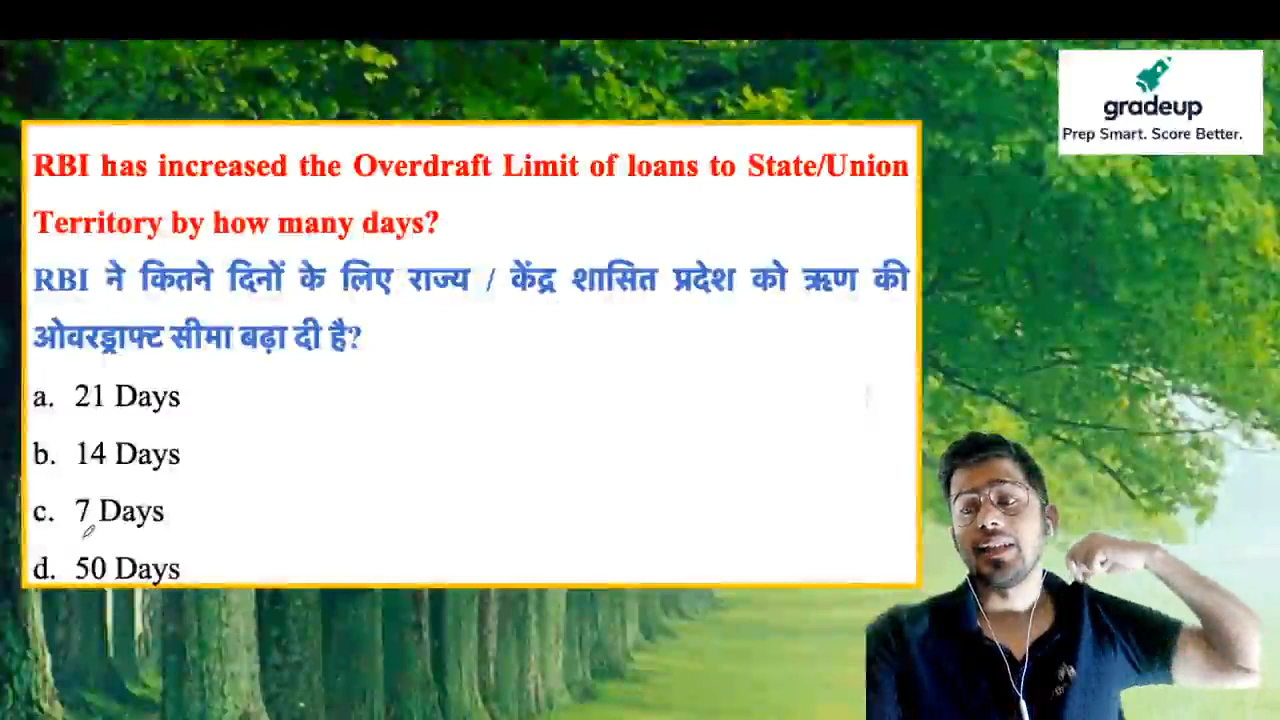 gradeup
Prep Smart. Score Better.
RBI has increased the Overdraft Limit of loans to State/Union
Territory by how many days?
RBI ने कितने दिनों के लिए राज्य / केंद्र शासित प्रदेश को ऋण की
ओवरड्राफ्ट सीमा बढ़ा दी है?
a. 21 Days
b. 14 Days
c. 7 Days
d. 50 Days